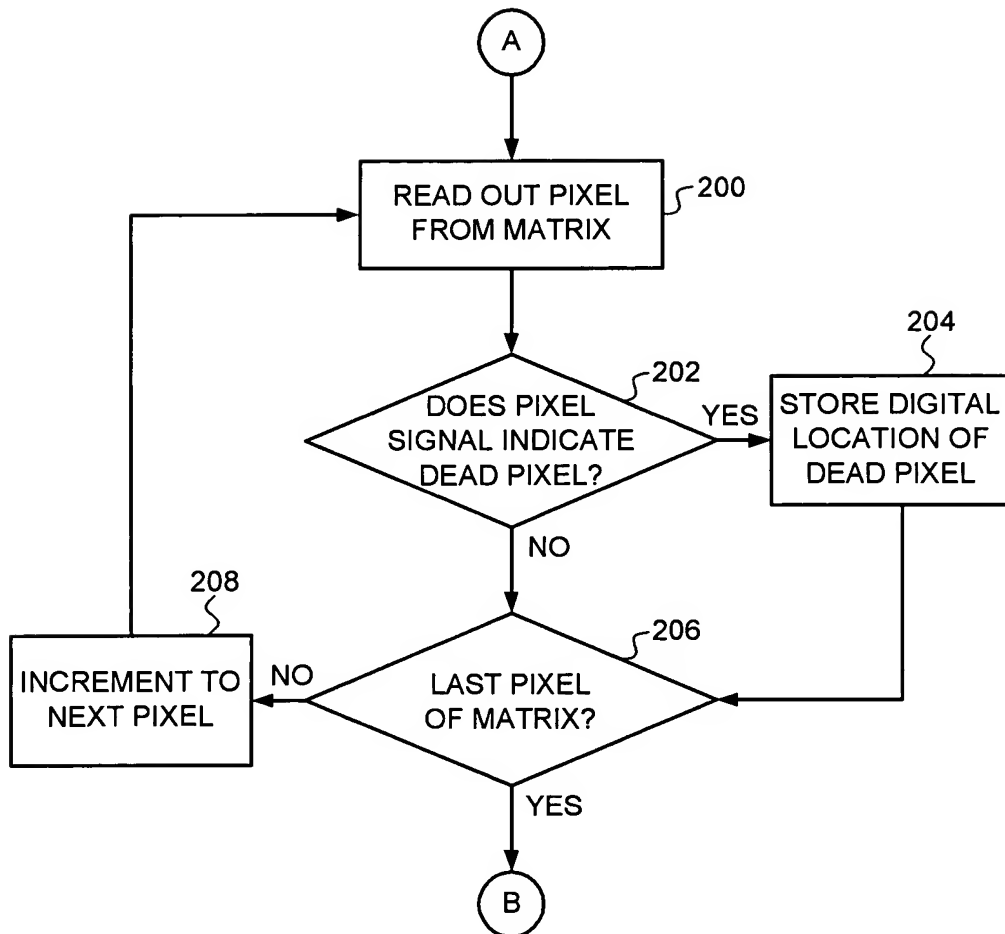 A
READ OUT PIXEL
FROM MATRIX
200
202
204
DOES PIXEL
SIGNAL INDICATE
DEAD PIXEL?
YES
STORE DIGITAL
LOCATION OF
DEAD PIXEL
NO
208
206
INCREMENT TO
NEXT PIXEL
NO
LAST PIXEL
OF MATRIX?
YES
B